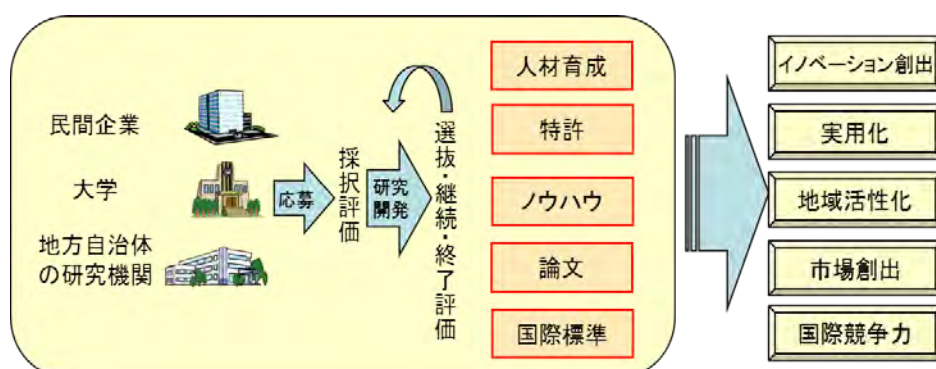 民間企業
大学
地方自治体
の研究機関
応募
採択評価
研究
開発
選抜・継続・終了評価
人材育成
特許
ノウハウ
論文
国際標準
イノベーション創出
実用化
地域活性化
市場創出
国際競争力